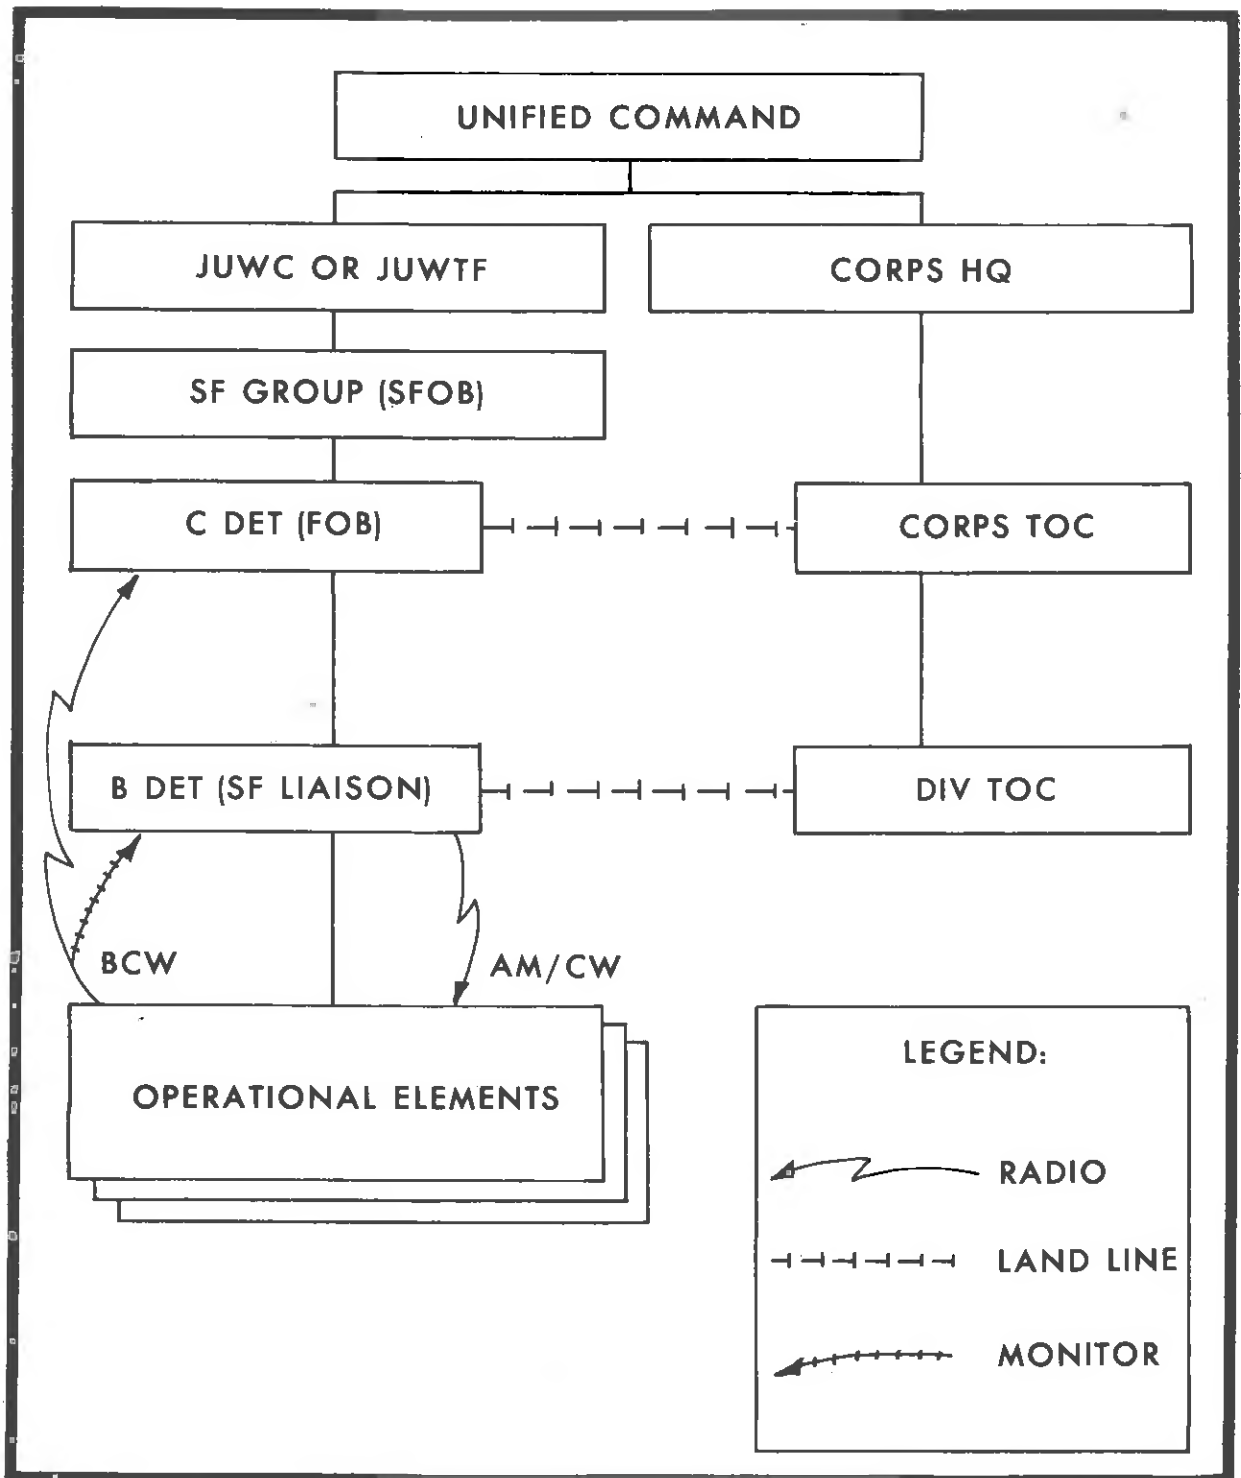 UNIFIED COMMAND
JUWC OR JUWTF
CORPS HQ
SF GROUP (SFOB)
C DET (FOB)
CORPS TOC
B DET (SF LIAISON)
DIV TOC
BCW
AM/CW
OPERATIONAL ELEMENTS
LEGEND:
RADIO
LAND LINE
MONITOR